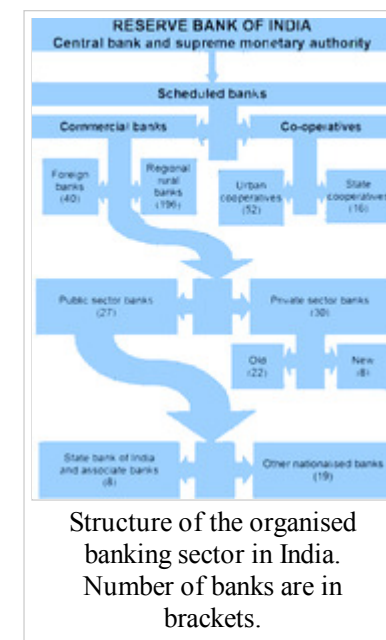 RESERVE BANK OF INDIA
Central bank and supreme monetary authority
Scheduled banks
Commercial banks
Co-operatives
Foreign
banks
(40)
Regional
rural
banks
(196)
Urban
cooperatives
(52)
State
cooperatives
(16)
Public sector banks
(27)
Private sector banks
(30)
Old
(22)
New
(8)
State bank of India
and associate banks
(8)
Other nationalised banks
(19)
Structure of the organised
banking sector in India.
Number of banks are in
brackets.